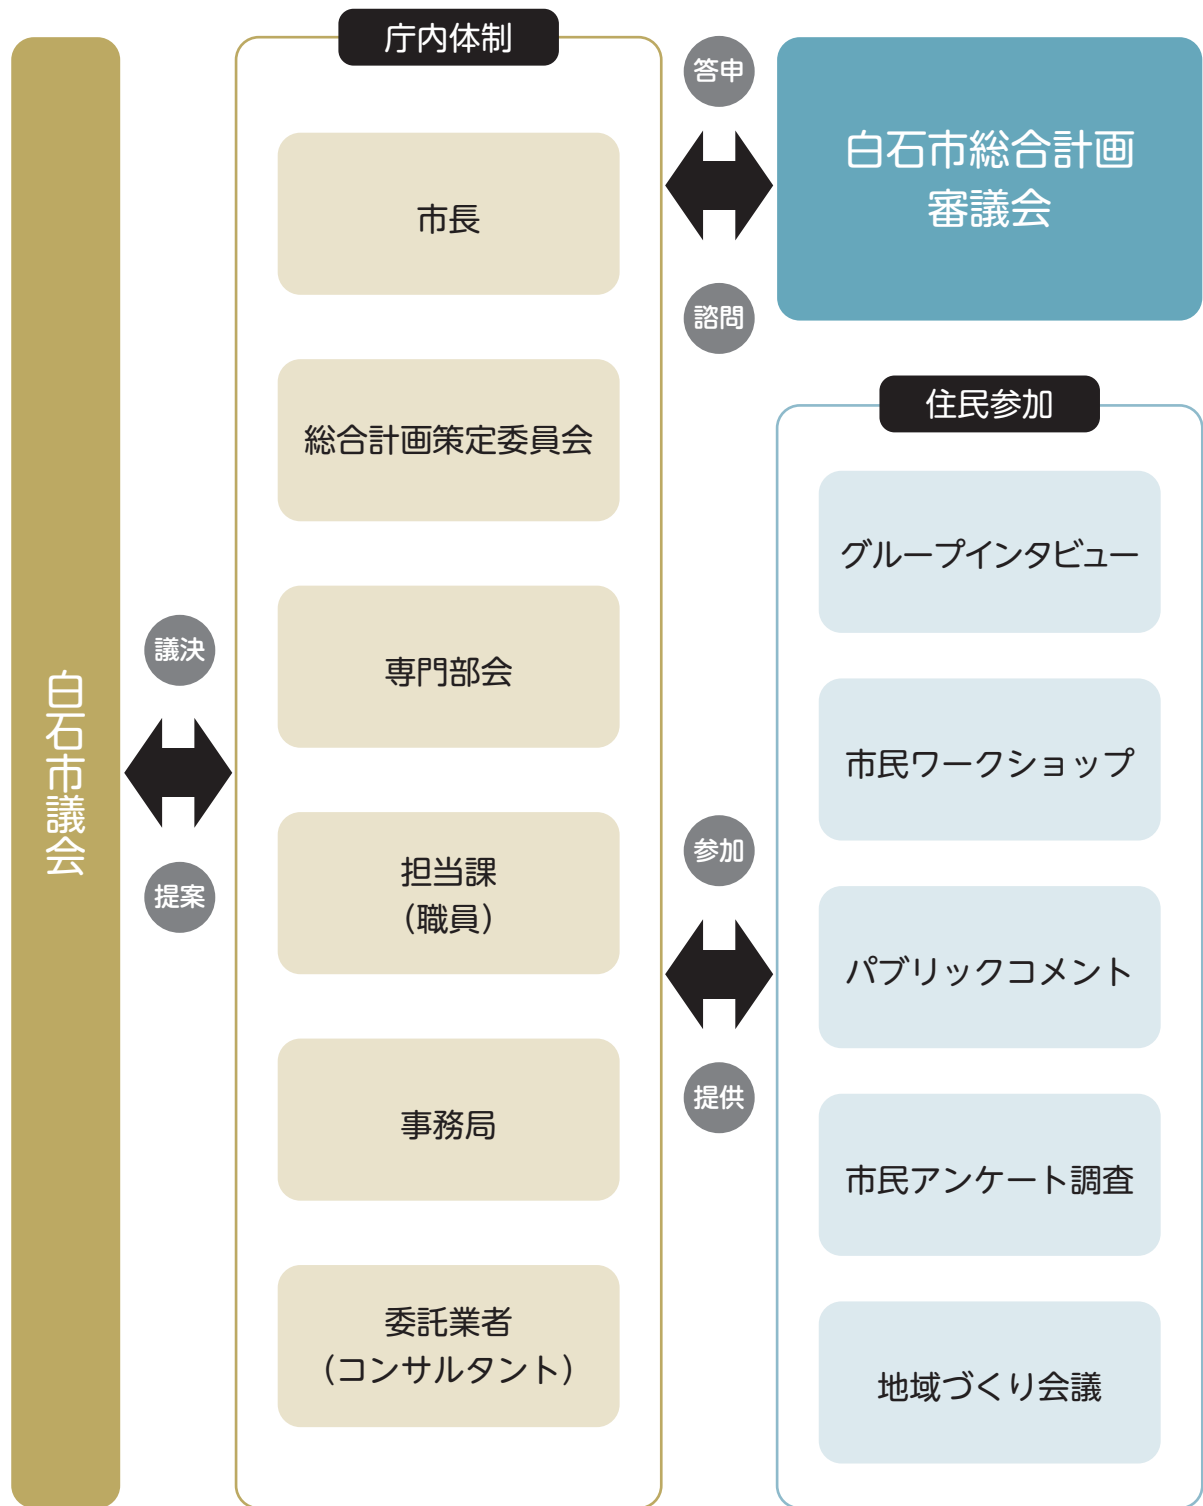 白石市議会
議決
提案
庁内体制
市長
総合計画策定委員会
専門部会
担当課
（職員）
事務局
委託業者
（コンサルタント）
答申
諮問
白石市総合計画
審議会
参加
提供
住民参加
グループインタビュー
市民ワークショップ
パブリックコメント
市民アンケート調査
地域づくり会議